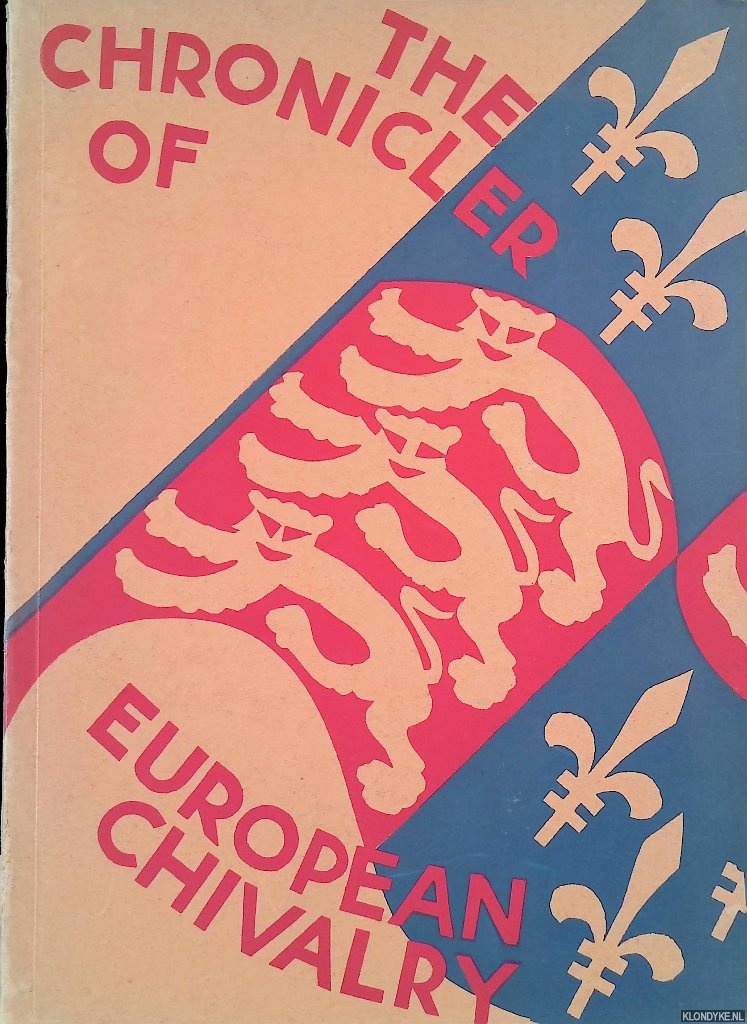 THE
CHRONICLER
OF
EUROPEAN
CHIVALRY
KLONDYKE.NL